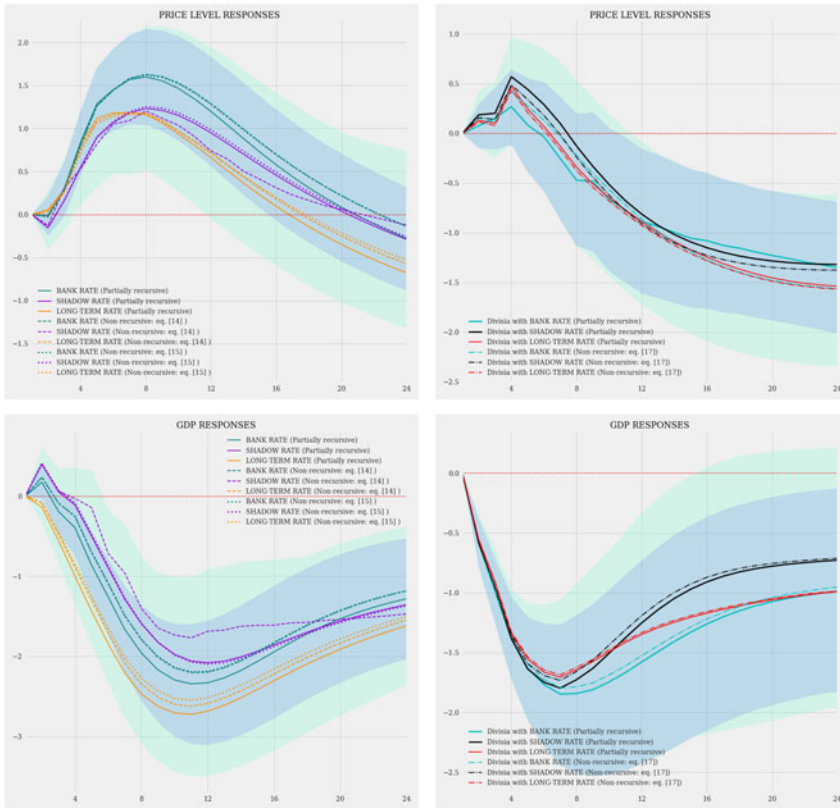 PRICE LEVEL RESPONSES
2.0
1.5
1.0
0.5
0.0
−0.5
−1.0
−1.5
BANK RATE (Partially recursive)
SHADOW RATE (Partially recursive)
LONG-TERM RATE (Partially recursive)
BANK RATE (Non-recursive: eq. [14] )
SHADOW RATE (Non-recursive: eq. [14] )
LONG-TERM RATE (Non-recursive: eq. [14] )
BANK RATE (Non-recursive: eq. [15] )
SHADOW RATE (Non-recursive: eq. [15] )
LONG-TERM RATE (Non-recursive: eq. [15] )
4 8 12 16 20 24
PRICE LEVEL RESPONSES
1.0
0.5
0.0
−0.5
−1.0
−1.5
−2.0
−2.5
Divisia with BANK RATE (Partially recursive)
Divisia with SHADOW RATE (Partially recursive)
Divisia with LONG-TERM RATE (Partially recursive)
Divisia with BANK RATE (Non-recursive: eq. [17])
Divisia with SHADOW RATE (Non-recursive: eq. [17])
Divisia with LONG-TERM RATE (Non-recursive: eq. [17])
4 8 12 16 20 24
GDP RESPONSES
BANK RATE (Partially recursive)
SHADOW RATE (Partially recursive)
LONG-TERM RATE (Partially recursive)
BANK RATE (Non-recursive: eq. [14] )
SHADOW RATE (Non-recursive: eq. [14] )
LONG-TERM RATE (Non-recursive: eq. [14] )
BANK RATE (Non-recursive: eq. [15] )
SHADOW RATE (Non-recursive: eq. [15] )
LONG-TERM RATE (Non-recursive: eq. [15] )
0
−1
−2
−3
4 8 12 16 20 24
GDP RESPONSES
0.0
−0.5
−1.0
−1.5
−2.0
−2.5
Divisia with BANK RATE (Partially recursive)
Divisia with SHADOW RATE (Partially recursive)
Divisia with LONG-TERM RATE (Partially recursive)
Divisia with BANK RATE (Non-recursive: eq. [17])
Divisia with SHADOW RATE (Non-recursive: eq. [17])
Divisia with LONG-TERM RATE (Non-recursive: eq. [17])
4 8 12 16 20 24